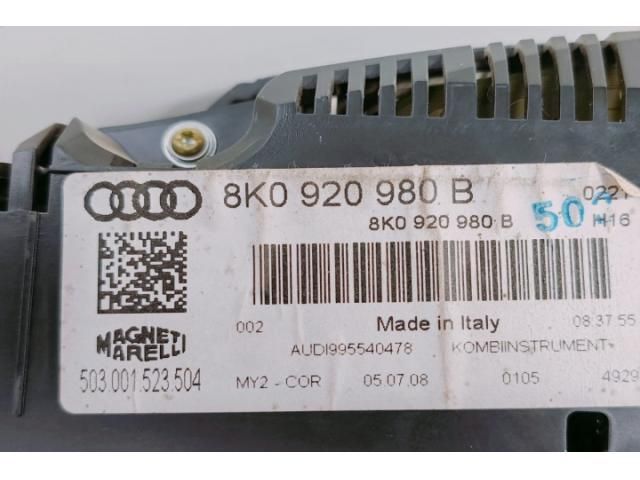 8K0 920 980 B
0221
8K0 920 980 B
50
H16
002
Made in Italy
08.37.55
MAGNETI
MARELLI
AUDI995540478
KOMBIINSTRUMENT
503.001.523.504
MY2-COR
05.07.08
0105
4929